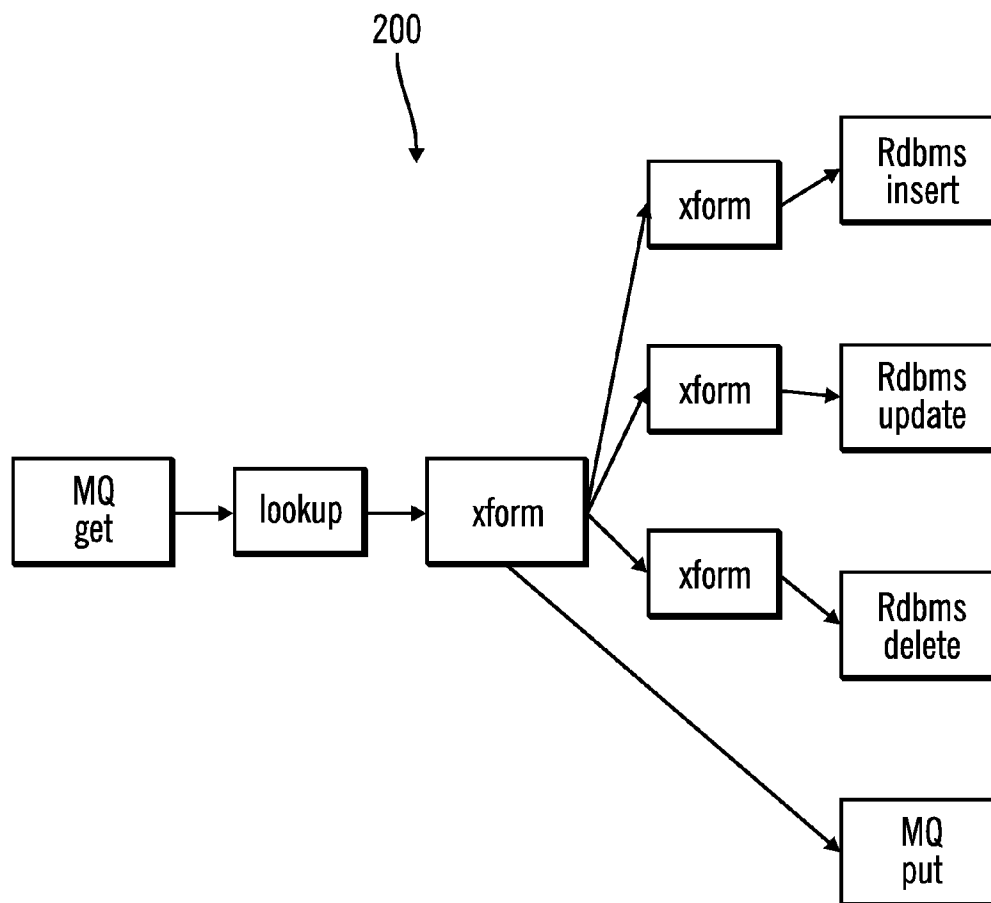 200
Rdbms
insert
xform
Rdbms
update
xform
MQ
get
lookup
xform
xform
Rdbms
delete
MQ
put